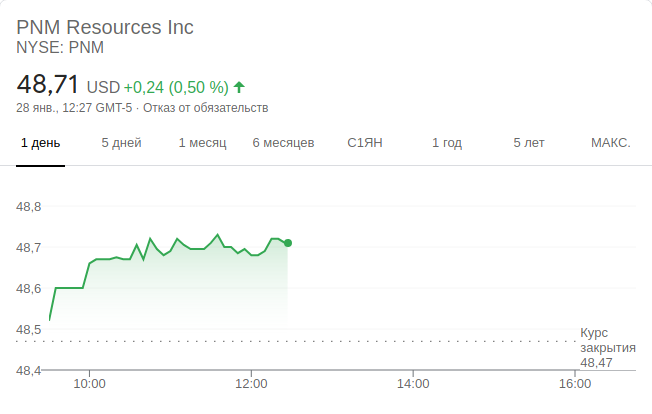 PNM Resources Inc
NYSE: PNM
48,71 USD +0,24 (0,50 %)
28 янв., 12:27 GMT-5 · Отказ от обязательств
1 день 5 дней 1 месяц 6 месяцев С1ЯН 1 год 5 лет МАКС.
48,8
48,7
48,6
48,5
Курс
закрытия
48,47
48,4
10:00 12:00 14:00 16:00